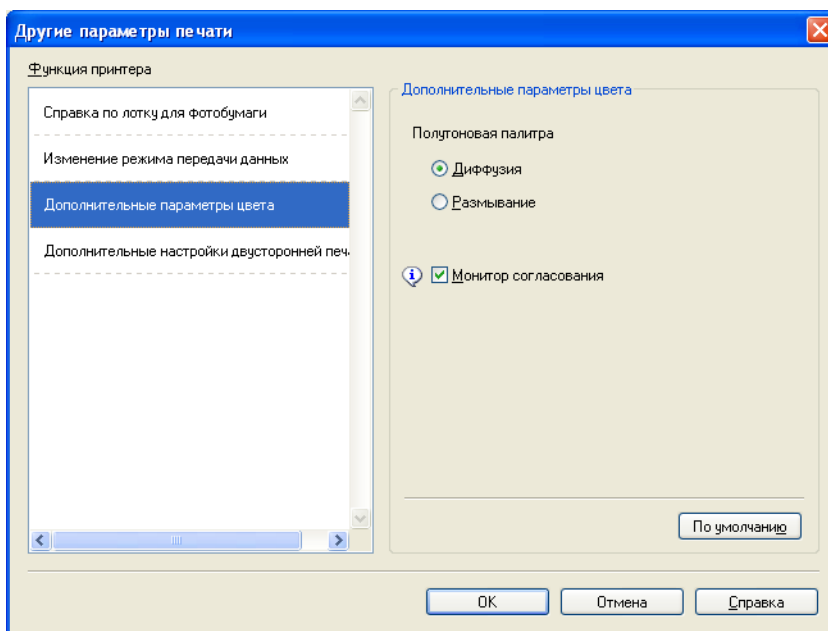 Другие параметры печати
Функция принтера
Справка по лотку для фотобумаги
Изменение режима передачи данных
Дополнительные параметры цвета
Дополнительные настройки двусторонней печ
Дополнительные параметры цвета
Полутоновая палитра
Диффузия
Размывание
Монитор согласования
По умолчанию
OK
Отмена
Справка